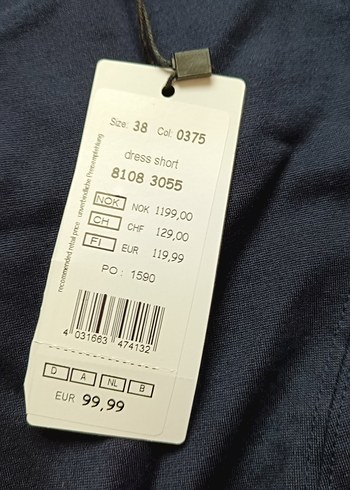 Size: 38 Col: 0375
dress short
8108 3055
NOK NOK 1199,00
CH CHF 129,00
FI EUR 119,99
PO: 1590
recommended retail price unverbindliche Preisempfehlung
4 031663 474132
D A NL B
EUR 99,99